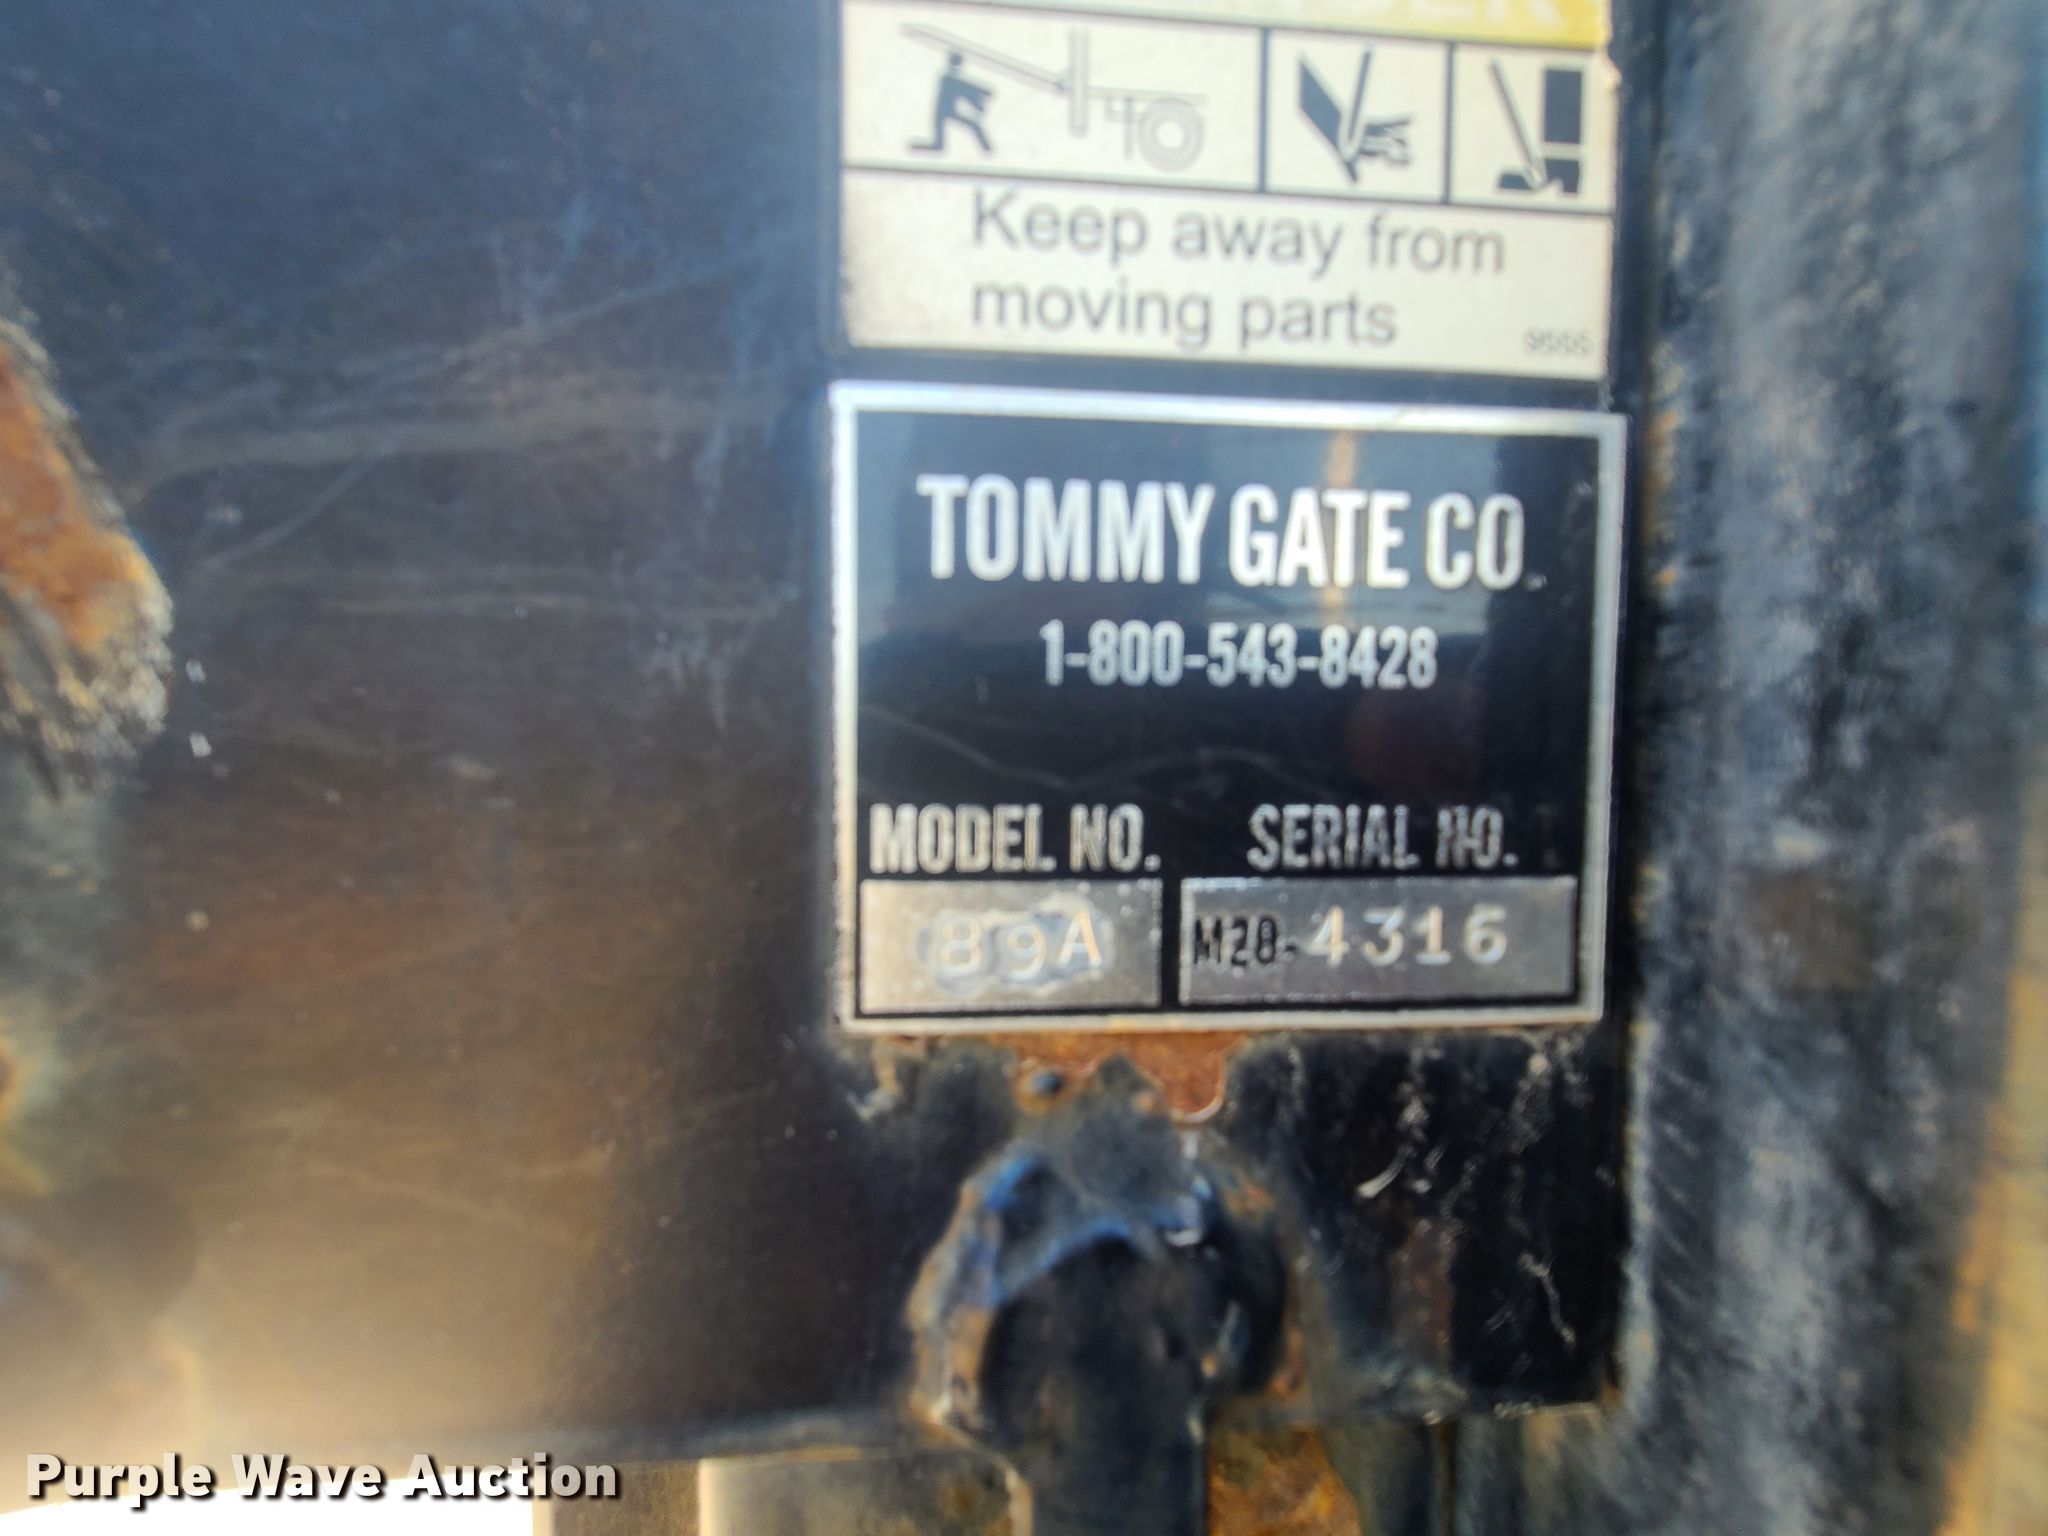 Keep away from
moving parts
9555
TOMMY GATE CO.
1-800-543-8428
MODEL NO. SERIAL NO.
89A M20-4316
Purple Wave Auction